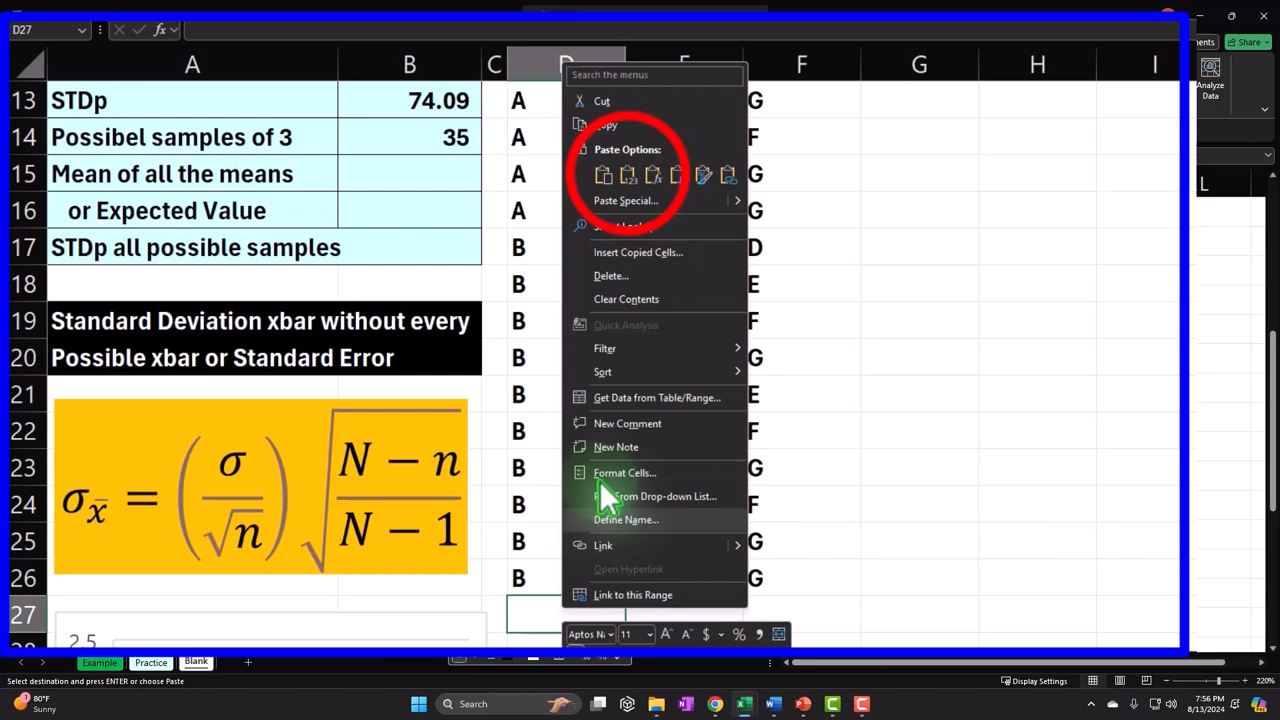 D27
fx
Share
Analyze
Data
A B C D E F G H I L
13 STDp 74.09 A G
14 Possibel samples of 3 35 A F
15 Mean of all the means A G
16 or Expected Value A G
17 STDp all possible samples B D
18 B E
19 Standard Deviation xbar without every B F
20 Possible xbar or Standard Error B G
21 B E
22 B F
23 B G
24 B F
25 B G
26 B G
27
σx̄ = (σ/√n) √(N − n / N − 1)
2.5
Search the menus
Cut
Copy
Paste Options:
Paste Special...
Insert Copied Cells...
Delete...
Clear Contents
Quick Analysis
Filter
Sort
Get Data from Table/Range...
New Comment
New Note
Format Cells...
From Drop-down List...
Define Name...
Link
Open Hyperlink
Link to this Range
Aptos Na 11 A A $ % 9
Example Practice Blank +
Select destination and press ENTER or choose Paste
Display Settings
220%
80°F
Sunny
Search
7:56 PM
8/13/2024